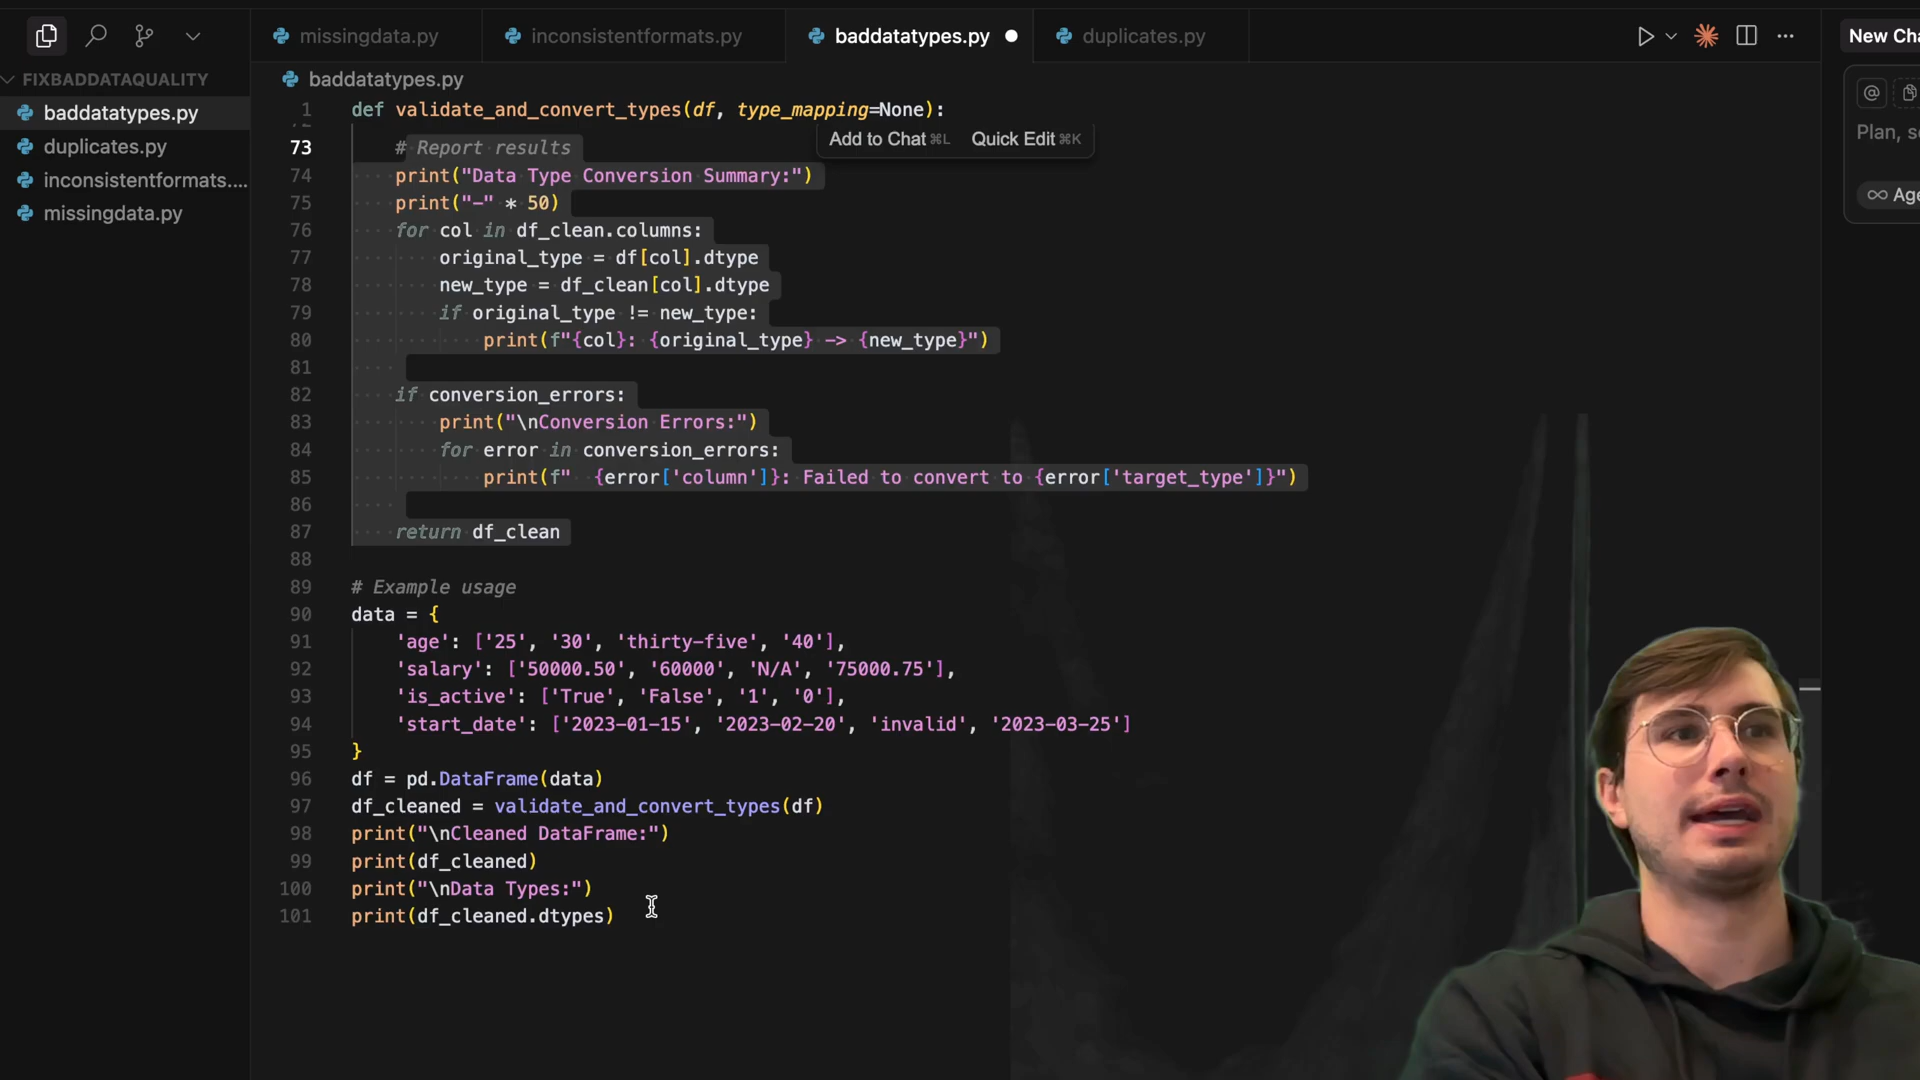 missingdata.py
inconsistentformats.py
baddatatypes.py
duplicates.py
New Cha
FIXBADDATAQUALITY
baddatatypes.py
duplicates.py
inconsistentformats....
missingdata.py
baddatatypes.py
1 def validate_and_convert_types(df, type_mapping=None):
Add to Chat ⌘L Quick Edit ⌘K
73 # Report results
74 print("Data Type Conversion Summary:")
75 print("-" * 50)
76 for col in df_clean.columns:
77 original_type = df[col].dtype
78 new_type = df_clean[col].dtype
79 if original_type != new_type:
80 print(f"{col}: {original_type} -> {new_type}")
81
82 if conversion_errors:
83 print("\nConversion Errors:")
84 for error in conversion_errors:
85 print(f"  {error['column']}: Failed to convert to {error['target_type']}")
86
87 return df_clean
88
89 # Example usage
90 data = {
91 'age': ['25', '30', 'thirty-five', '40'],
92 'salary': ['50000.50', '60000', 'N/A', '75000.75'],
93 'is_active': ['True', 'False', '1', '0'],
94 'start_date': ['2023-01-15', '2023-02-20', 'invalid', '2023-03-25']
95 }
96 df = pd.DataFrame(data)
97 df_cleaned = validate_and_convert_types(df)
98 print("\nCleaned DataFrame:")
99 print(df_cleaned)
100 print("\nData Types:")
101 print(df_cleaned.dtypes)
@
Plan, s
∞ Age